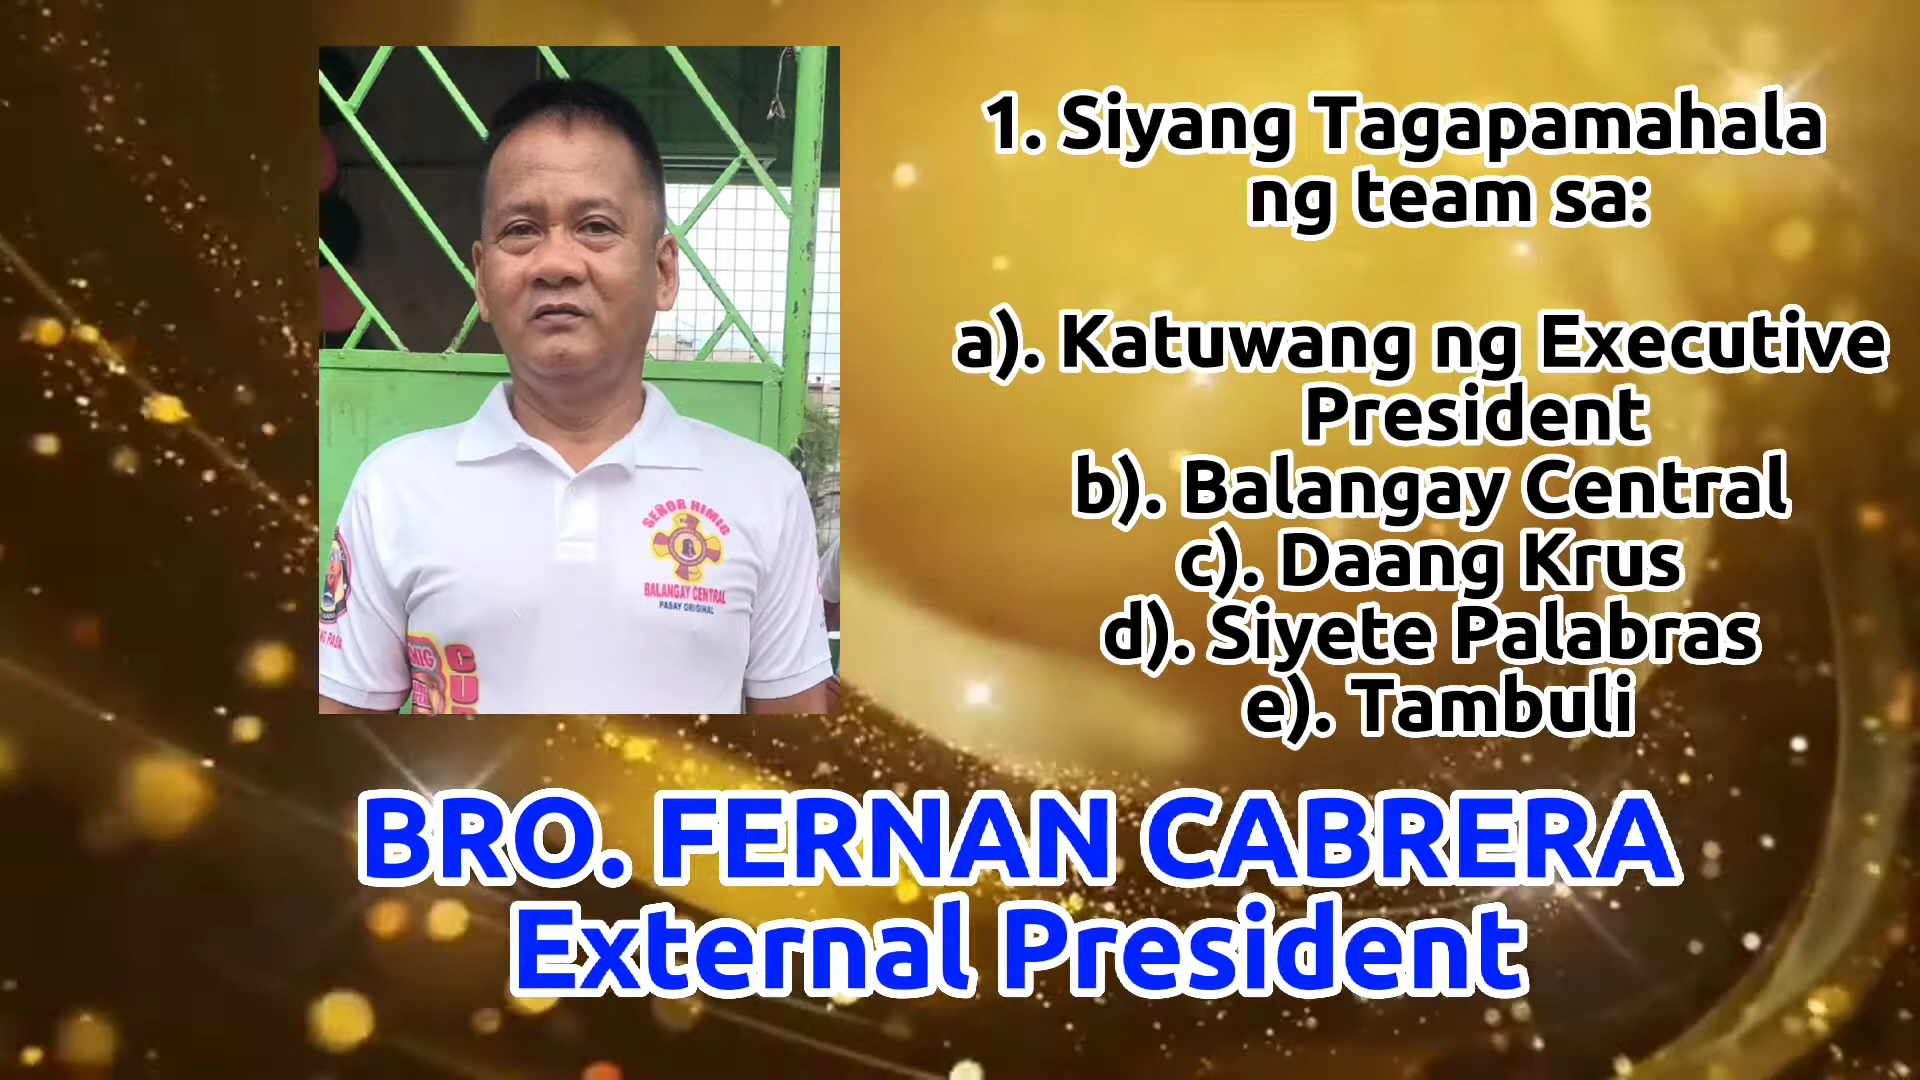 1. Siyang Tagapamahala
ng team sa:
a). Katuwang ng Executive
President
b). Balangay Central
c). Daang Krus
d). Siyete Palabras
e). Tambuli
SEÑOR HIMIG
BALANGAY CENTRAL
PASAY ORIGINAL
BRO. FERNAN CABRERA
External President